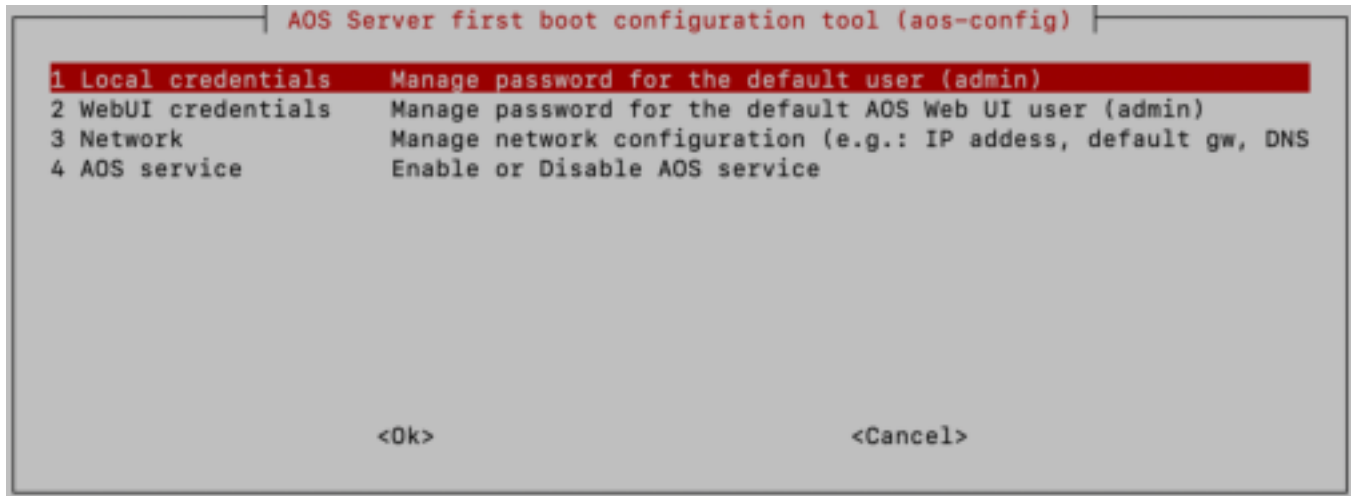 AOS Server first boot configuration tool (aos-config)
1 Local credentials Manage password for the default user (admin)
2 WebUI credentials Manage password for the default AOS Web UI user (admin)
3 Network Manage network configuration (e.g.: IP addess, default gw, DNS
4 AOS service Enable or Disable AOS service
<Ok> <Cancel>